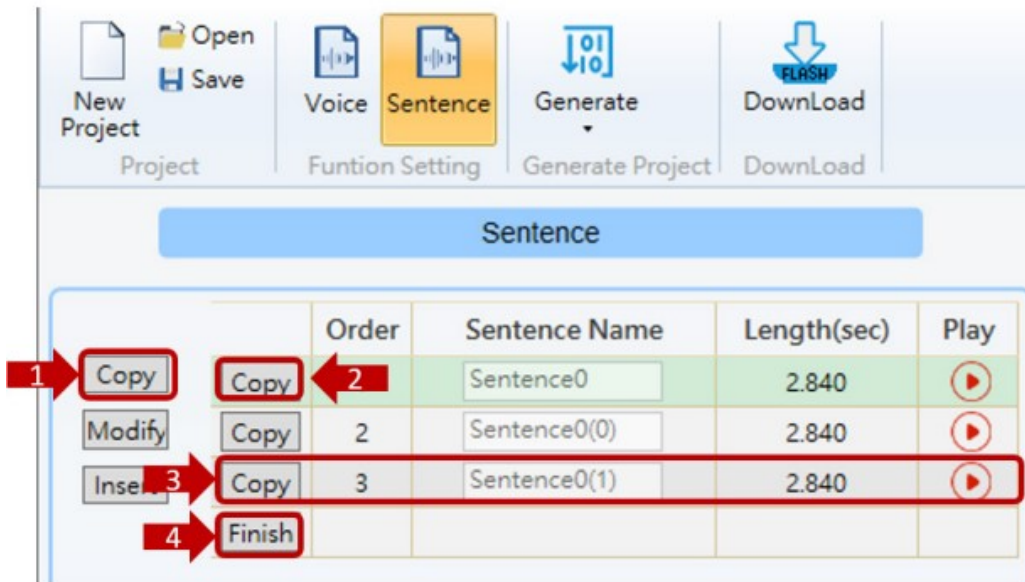 Open
Save
New
Project
Voice
Sentence
Generate
FLASH
DownLoad
Project
Funtion Setting
Generate Project
DownLoad
Sentence
Order Sentence Name Length(sec) Play
1 Copy Copy 2 Sentence0 2.840
Modify Copy 2 Sentence0(0) 2.840
3 Copy 3 Sentence0(1) 2.840
4 Finish